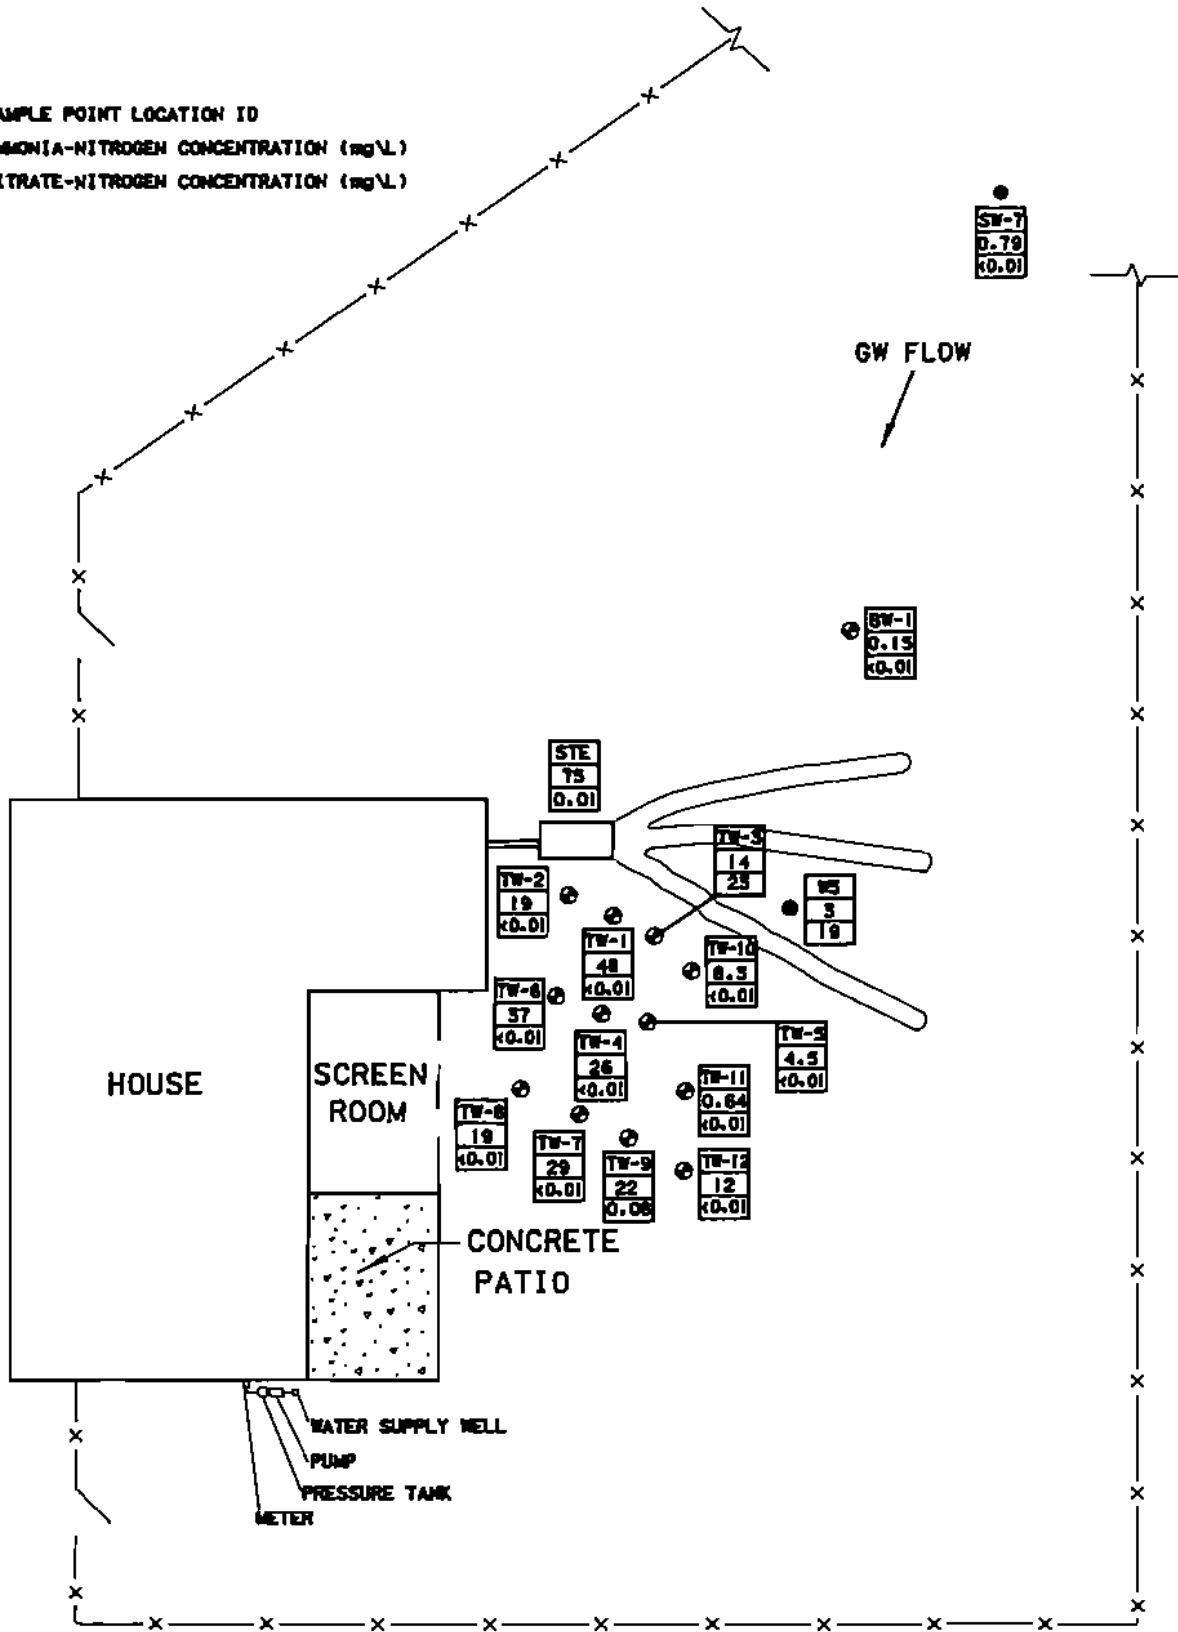 AMPLE POINT LOCATION ID
MMONIA-NITROGEN CONCENTRATION (mg\L)
ITRATE-NITROGEN CONCENTRATION (mg\L)
SW-7
0.79
<0.01
GW FLOW
BW-1
0.15
<0.01
STE
75
0.01
TW-3
14
23
TW-2
19
<0.01
W5
3
19
TW-1
48
<0.01
TW-10
8.3
<0.01
TW-6
37
<0.01
TW-4
26
<0.01
TW-5
4.5
<0.01
HOUSE
SCREEN
ROOM
TW-11
0.64
<0.01
TW-8
19
<0.01
TW-7
29
<0.01
TW-9
22
0.06
TW-12
12
<0.01
CONCRETE
PATIO
WATER SUPPLY WELL
PUMP
PRESSURE TANK
METER